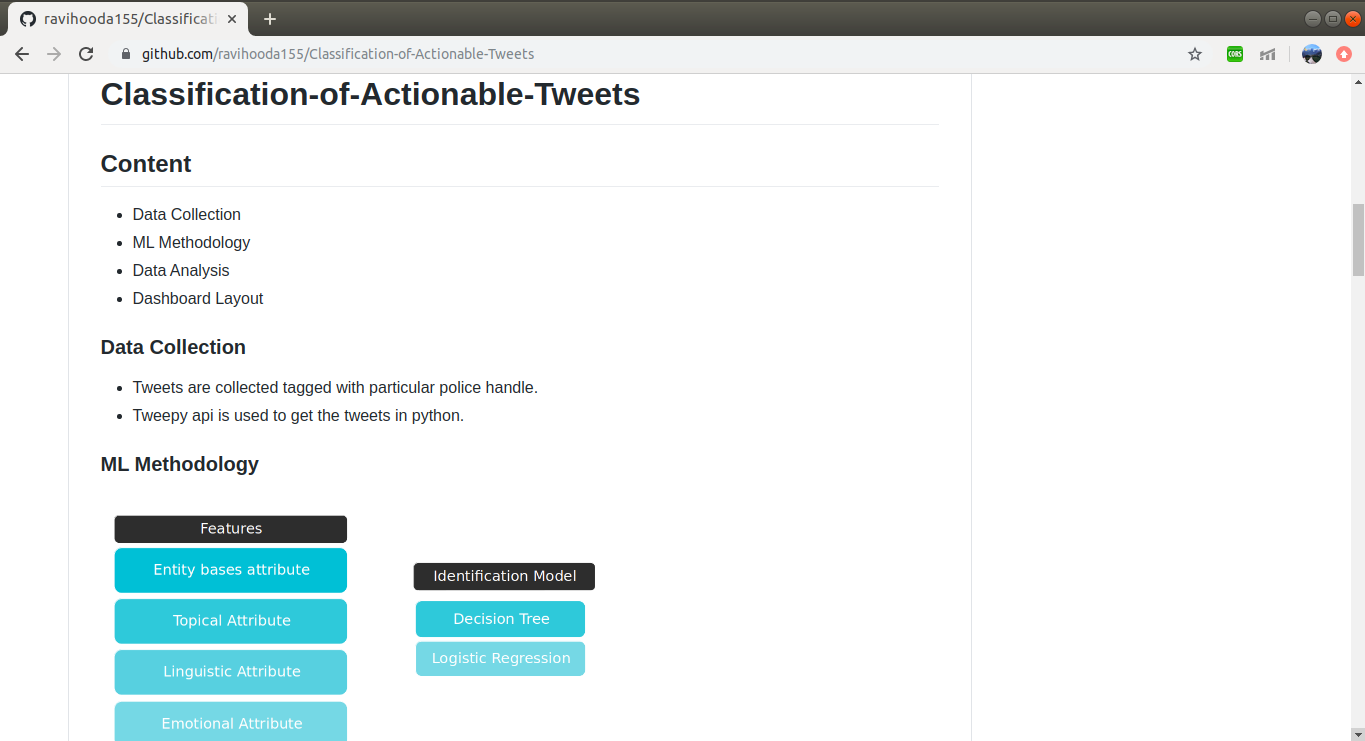 ravihooda155/Classificati
github.com/ravihooda155/Classification-of-Actionable-Tweets
CORS
Classification-of-Actionable-Tweets
Content
Data Collection
ML Methodology
Data Analysis
Dashboard Layout
Data Collection
Tweets are collected tagged with particular police handle.
Tweepy api is used to get the tweets in python.
ML Methodology
Features
Entity bases attribute
Topical Attribute
Linguistic Attribute
Emotional Attribute
Identification Model
Decision Tree
Logistic Regression